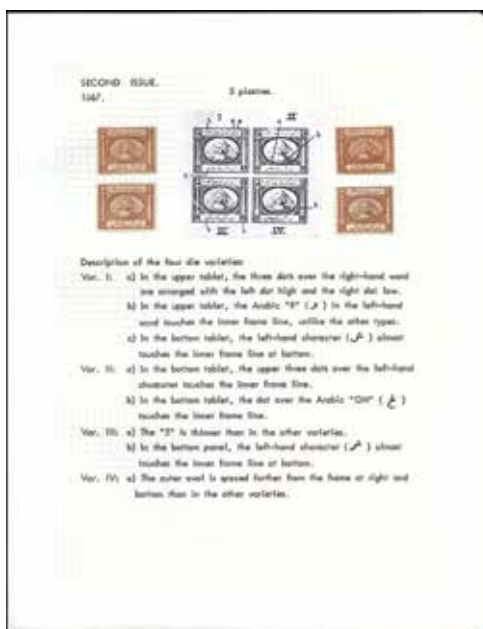 SECOND ISSUE.
1867.
5 piastres.
I
II
III
IV.
Description of the four die varieties
Var. I: a) In the upper tablet, the three dots over the right-hand word
are arranged with the left dot high and the right dot low.
b) In the upper tablet, the Arabic "R" ( ) in the left-hand
word touches the inner frame line, unlike the other types.
c) In the bottom tablet, the left-hand character ( ) almost
touches the inner frame line at bottom.
Var. II: a) In the bottom tablet, the upper three dots over the left-hand
character touches the inner frame line.
b) In the bottom tablet, the dot over the Arabic "GH" ( غ )
touches the inner frame line.
Var. III: a) The "5" is thinner than in the other varieties.
b) In the bottom panel, the left-hand character ( ) almost
touches the inner frame line at bottom.
Var. IV: a) The outer oval is spaced farther from the frame at right and
bottom than in the other varieties.